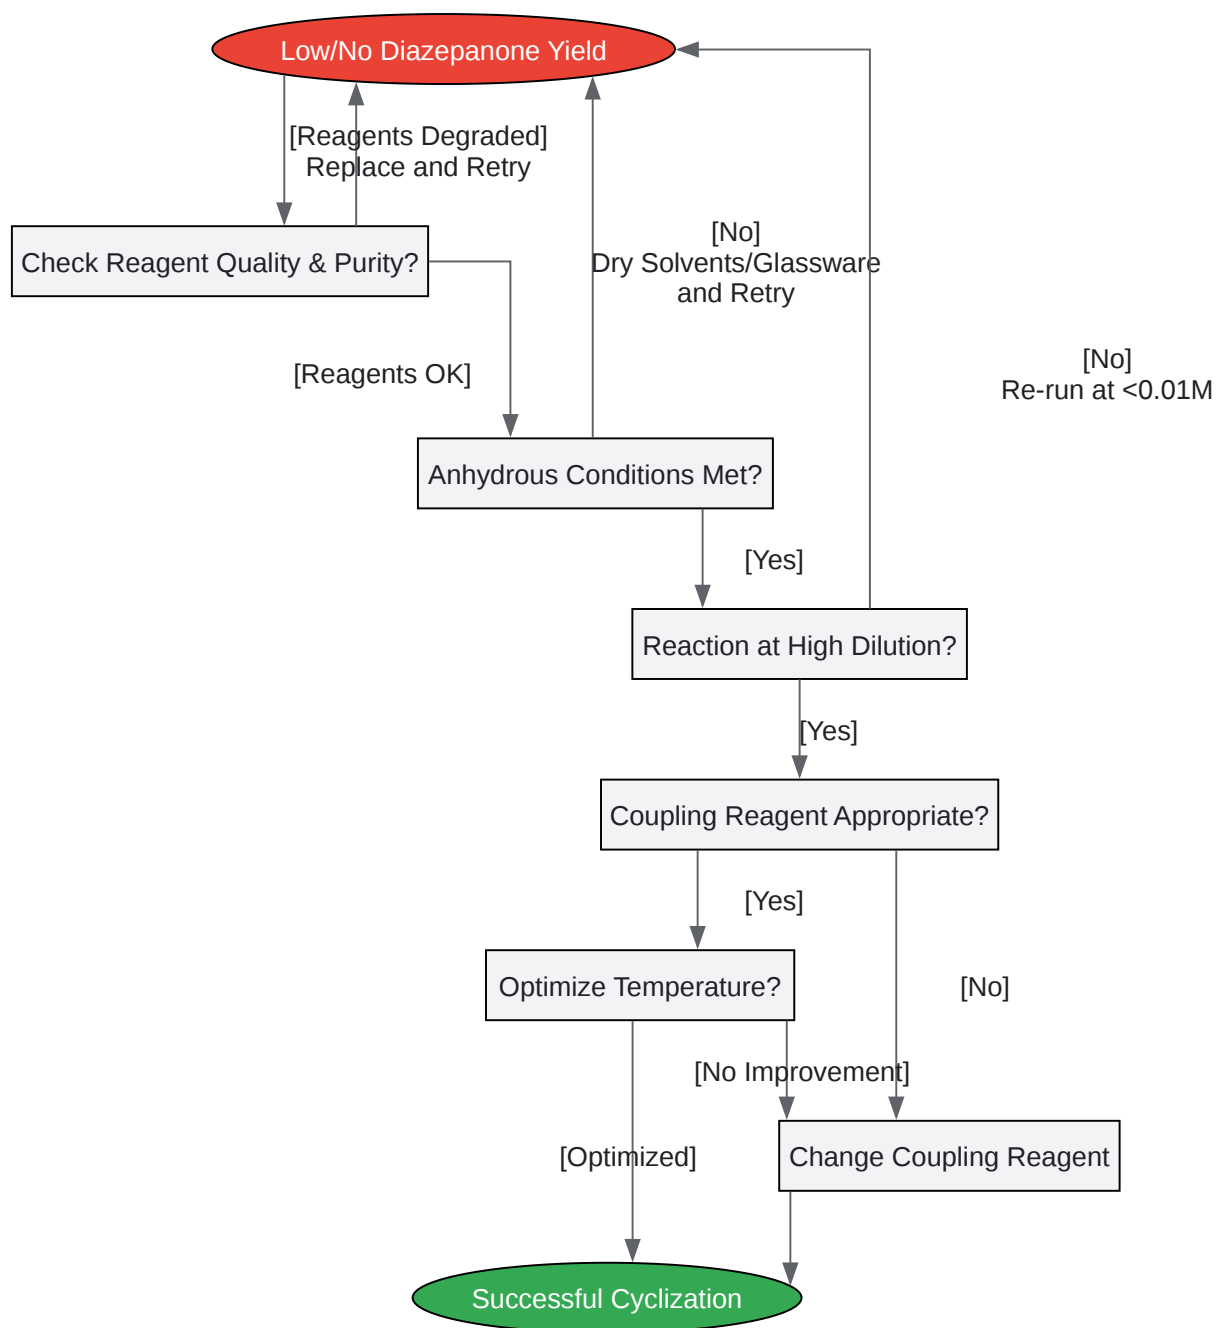 Low/No Diazepanone Yield
[Reagents Degraded]
Replace and Retry
Check Reagent Quality & Purity?
[No]
Dry Solvents/Glassware
and Retry
[No]
Re-run at <0.01M
[Reagents OK]
Anhydrous Conditions Met?
[Yes]
Reaction at High Dilution?
[Yes]
Coupling Reagent Appropriate?
[Yes]
Optimize Temperature?
[No]
[No Improvement]
[Optimized]
Change Coupling Reagent
Successful Cyclization